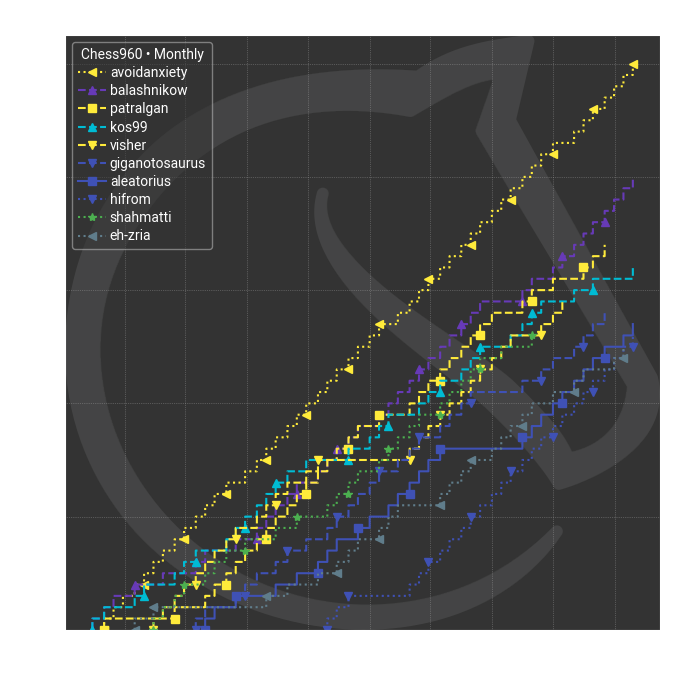 Chess960 • Monthly
avoidanxiety
balashnikow
patralgan
kos99
visher
giganotosaurus
aleatorius
hifrom
shahmatti
eh-zria